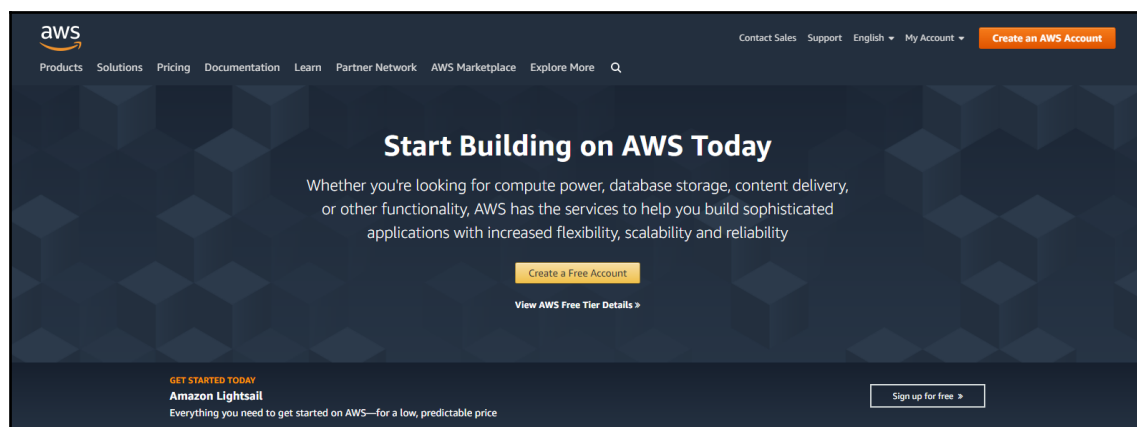 aws
Contact Sales Support English My Account Create an AWS Account
Products Solutions Pricing Documentation Learn Partner Network AWS Marketplace Explore More
Start Building on AWS Today
Whether you're looking for compute power, database storage, content delivery,
or other functionality, AWS has the services to help you build sophisticated
applications with increased flexibility, scalability and reliability
Create a Free Account
View AWS Free Tier Details »
GET STARTED TODAY
Amazon Lightsail
Everything you need to get started on AWS—for a low, predictable price
Sign up for free »